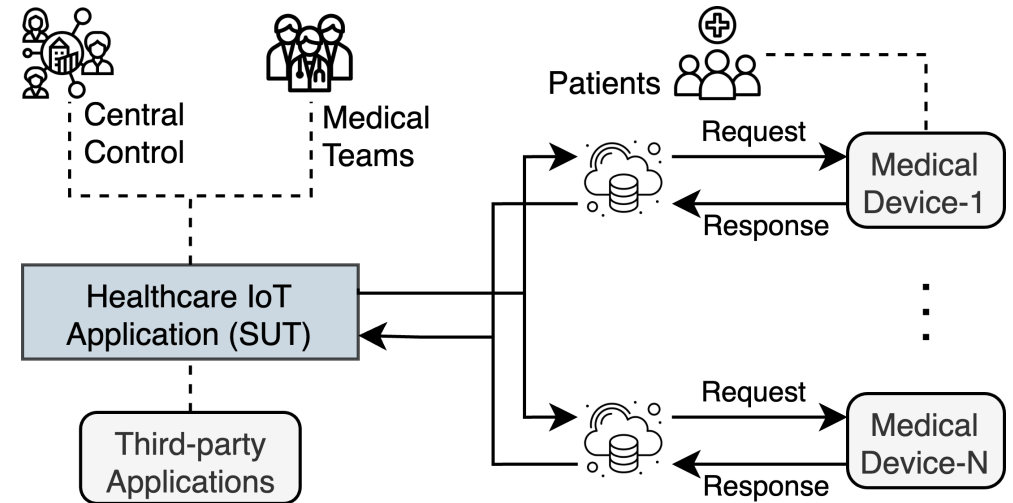 Central
Control
Medical
Teams
Patients
Request
Medical
Device-1
Response
Healthcare IoT
Application (SUT)
Third-party
Applications
Request
Medical
Device-N
Response